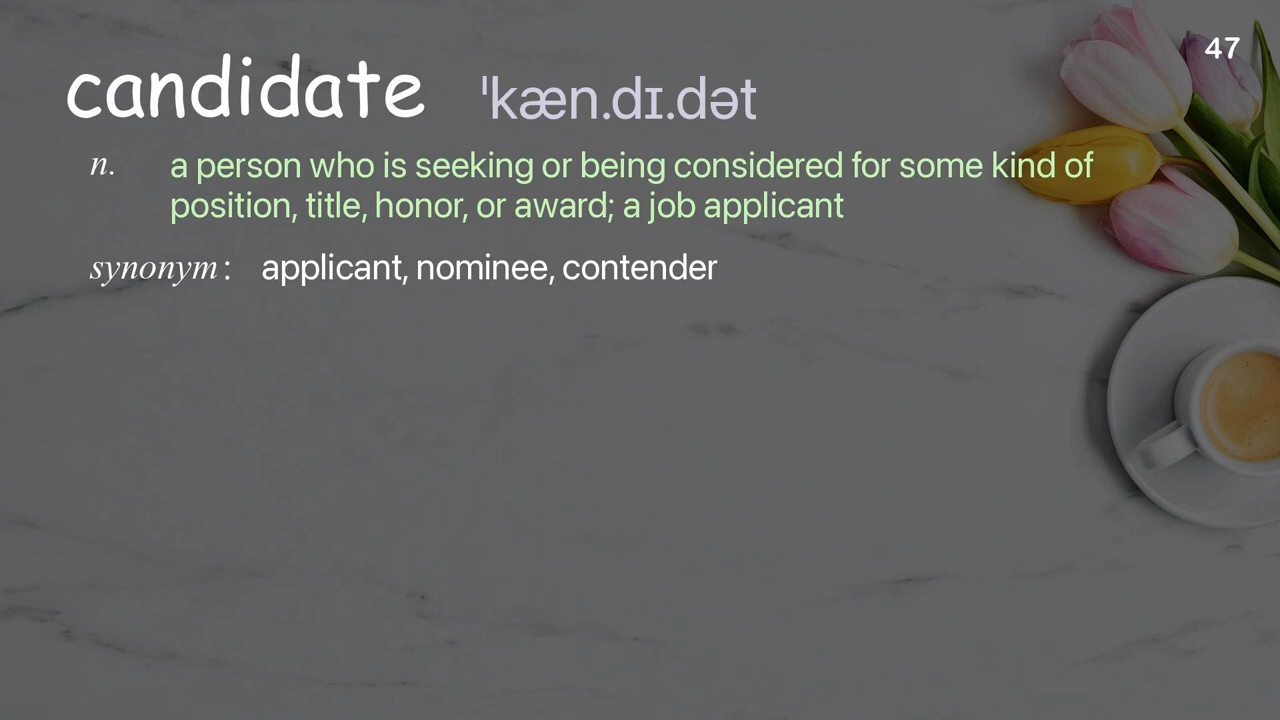 47
candidate ˈkæn.dɪ.dət
n. a person who is seeking or being considered for some kind of
position, title, honor, or award; a job applicant
synonym: applicant, nominee, contender